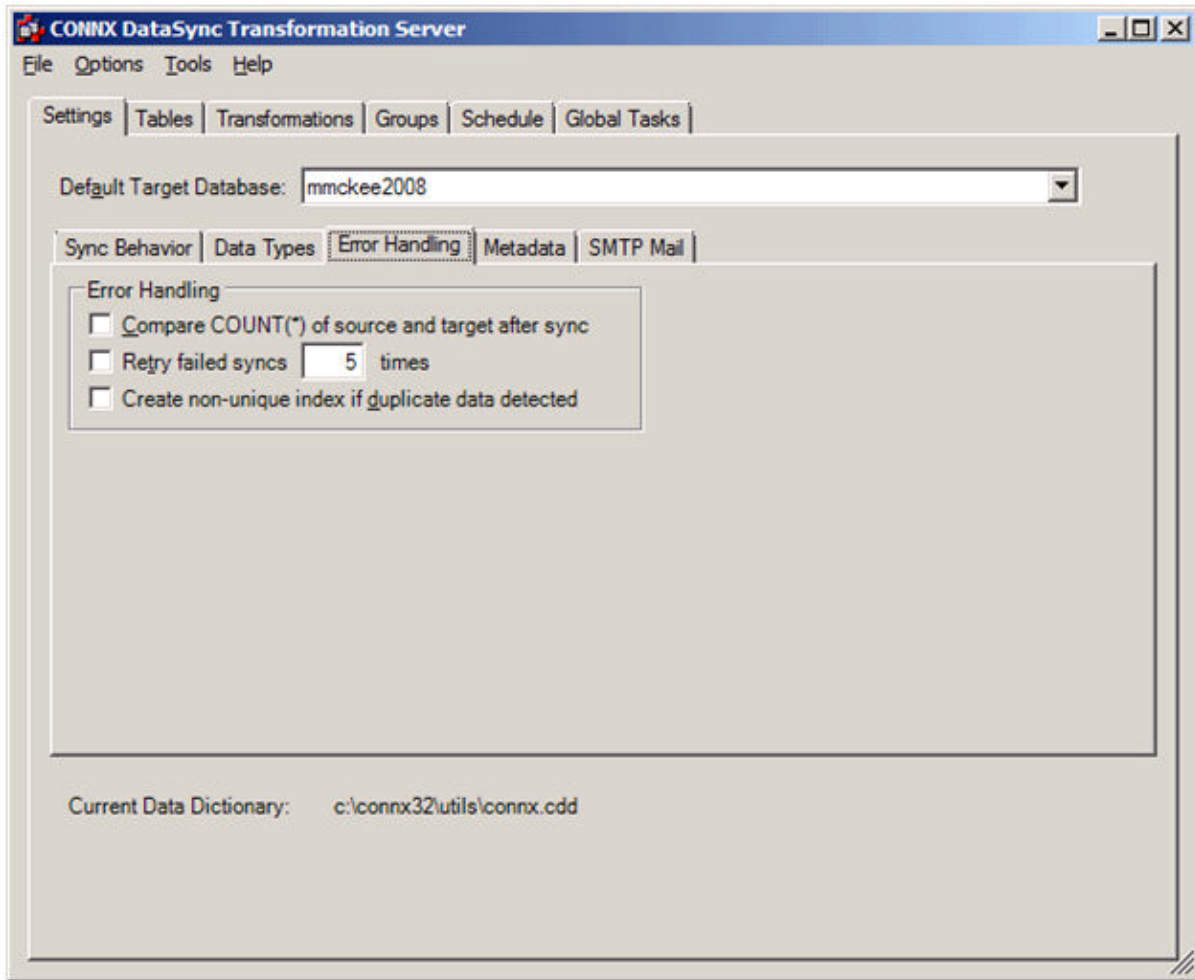 CONNX DataSync Transformation Server
File Options Tools Help
Settings Tables Transformations Groups Schedule Global Tasks
Default Target Database: mmckee2008
Sync Behavior Data Types Error Handling Metadata SMTP Mail
Error Handling
Compare COUNT(*) of source and target after sync
Retry failed syncs 5 times
Create non-unique index if duplicate data detected
Current Data Dictionary: c:\connx32\utils\connx.cdd